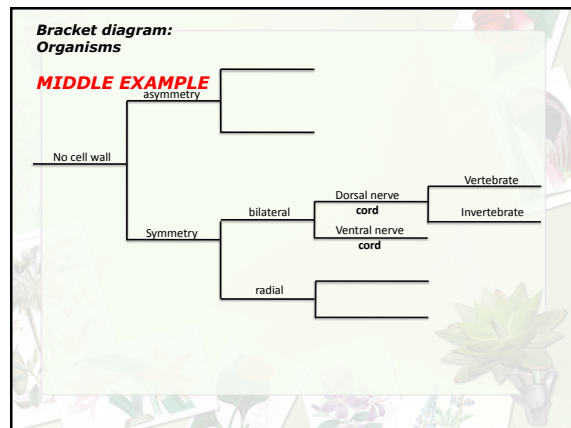 Bracket diagram:
Organisms
MIDDLE EXAMPLE
asymmetry
No cell wall
Vertebrate
Dorsal nerve
cord
bilateral
Invertebrate
Symmetry
Ventral nerve
cord
radial